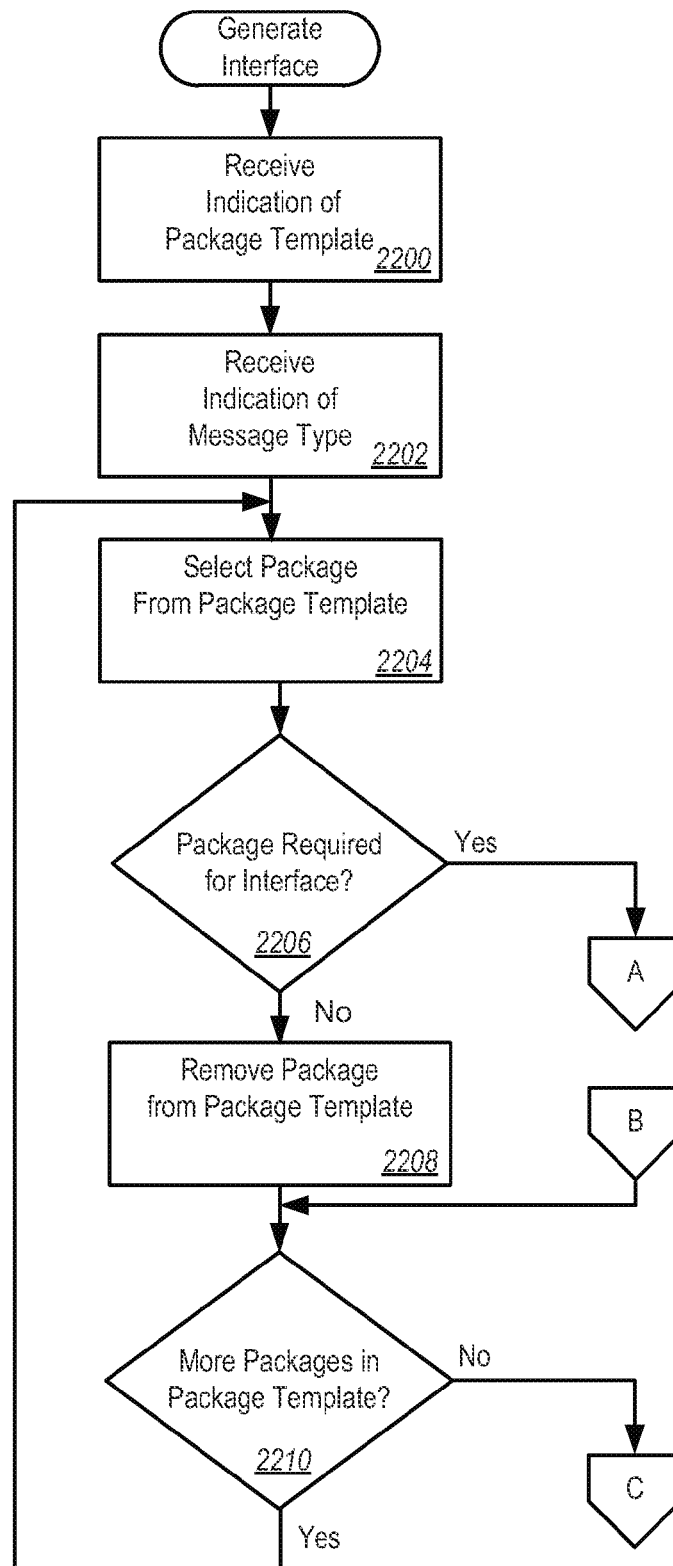 Generate
Interface
Receive
Indication of
Package Template
2200
Receive
Indication of
Message Type
2202
Select Package
From Package Template
2204
Package Required
for Interface?
2206
Yes
A
No
Remove Package
from Package Template
2208
B
More Packages in
Package Template?
2210
No
C
Yes